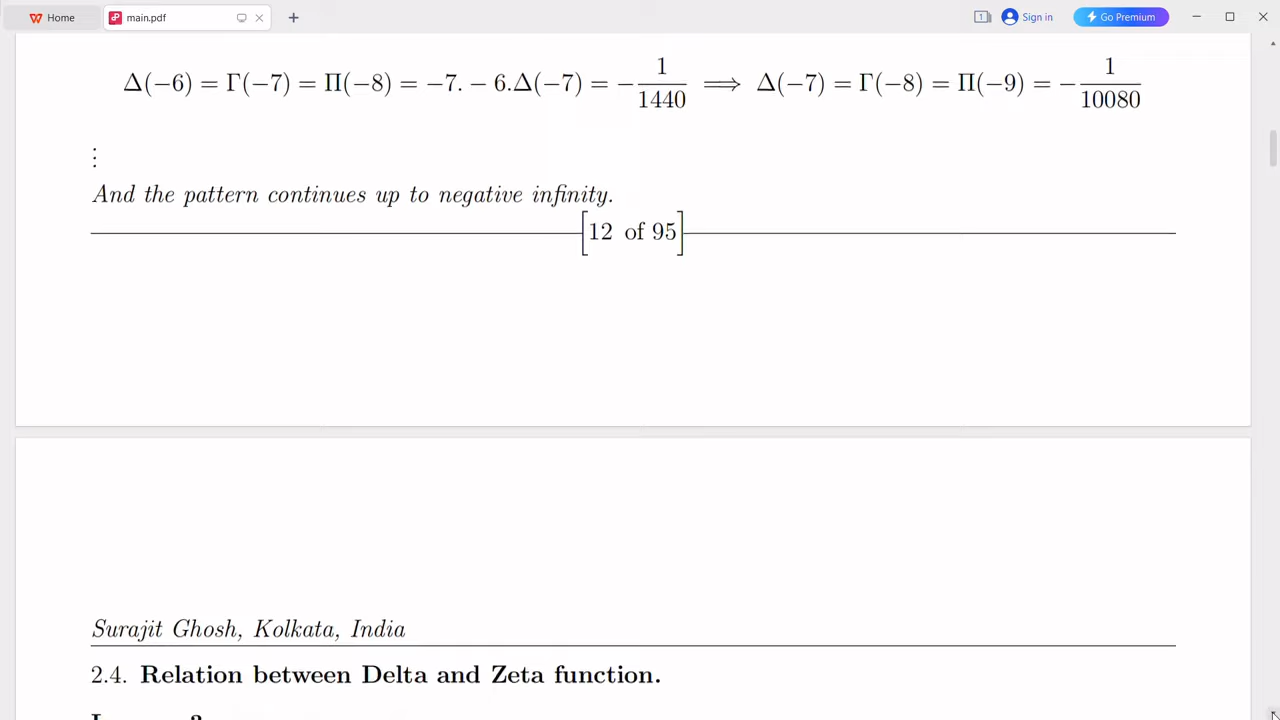 Home
main.pdf
1
Sign in
Go Premium
Δ(−6) = Γ(−7) = Π(−8) = −7. − 6.Δ(−7) = −1/1440 ⟹ Δ(−7) = Γ(−8) = Π(−9) = −1/10080
⋮
And the pattern continues up to negative infinity.
[12 of 95]
Surajit Ghosh, Kolkata, India
2.4. Relation between Delta and Zeta function.